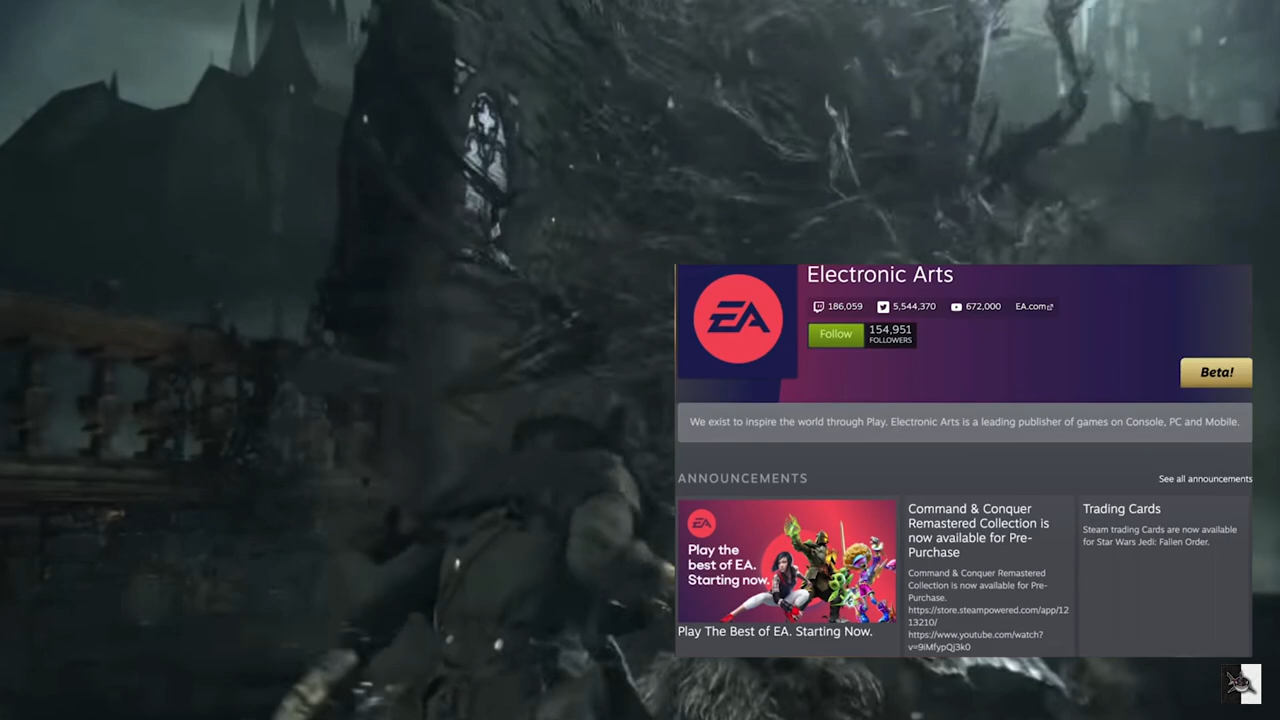 Electronic Arts
186,059 5,544,370 672,000 EA.com
Follow 154,951
FOLLOWERS
Beta!
We exist to inspire the world through Play. Electronic Arts is a leading publisher of games on Console, PC and Mobile.
ANNOUNCEMENTS
See all announcements
EA
Play the
best of EA.
Starting now.
Play The Best of EA. Starting Now.
Command & Conquer
Remastered Collection is
now available for Pre-
Purchase
Command & Conquer Remastered
Collection is now available for Pre-
Purchase.
https://store.steampowered.com/app/12
13210/
https://www.youtube.com/watch?
v=9iMfypQj3k0
Trading Cards
Steam trading Cards are now available
for Star Wars Jedi: Fallen Order.